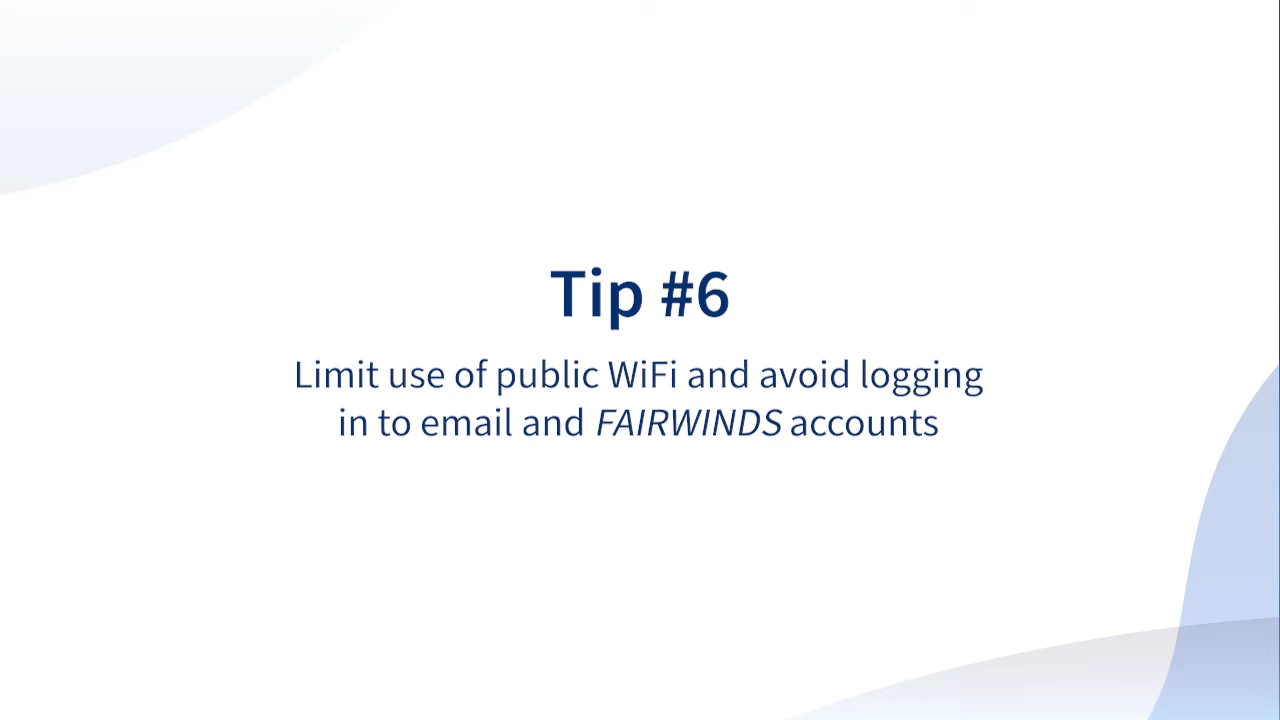 Tip #6
Limit use of public WiFi and avoid logging
in to email and FAIRWINDS accounts